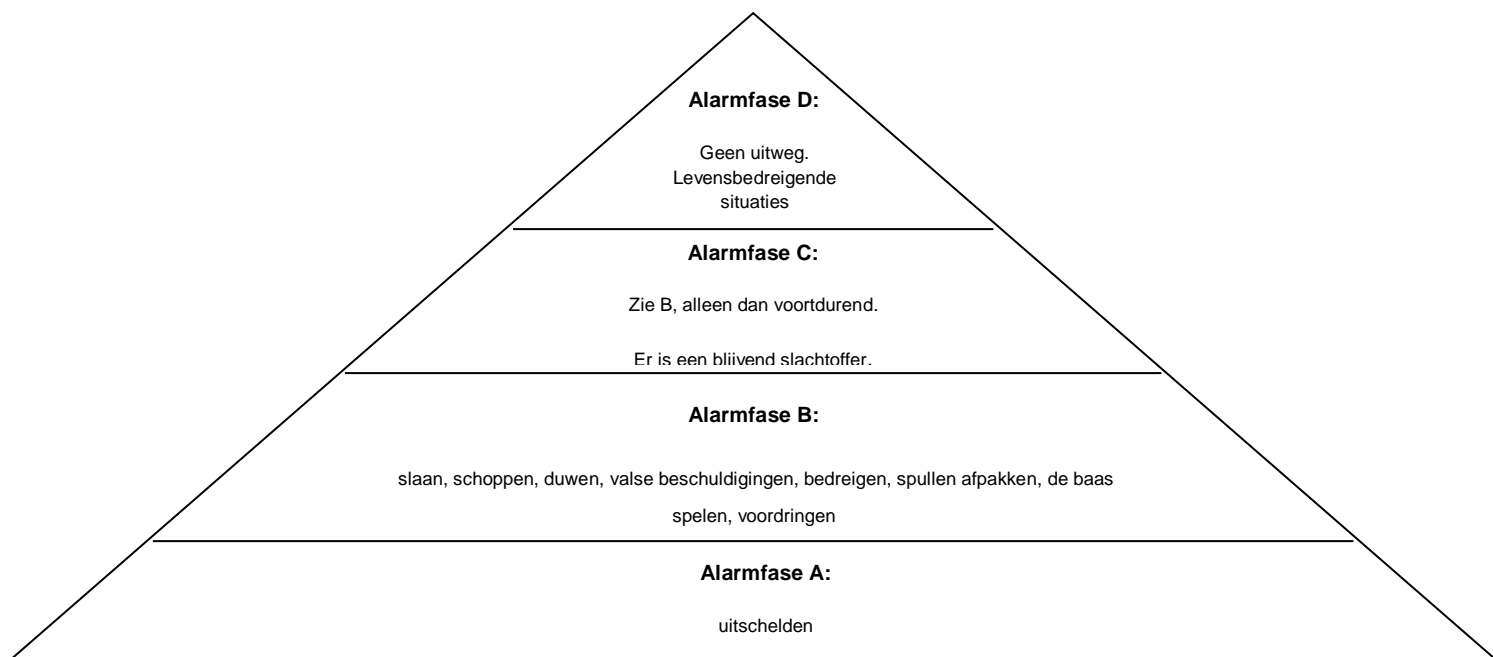 Alarmfase D:
Geen uitweg.
Levensbedreigende
situaties
Alarmfase C:
Zie B, alleen dan voortdurend.
Er is een blijvend slachtoffer.
Alarmfase B:
slaan, schoppen, duwen, valse beschuldigingen, bedreigen, spullen afpakken, de baas
spelen, voordringen
Alarmfase A:
uitschelden